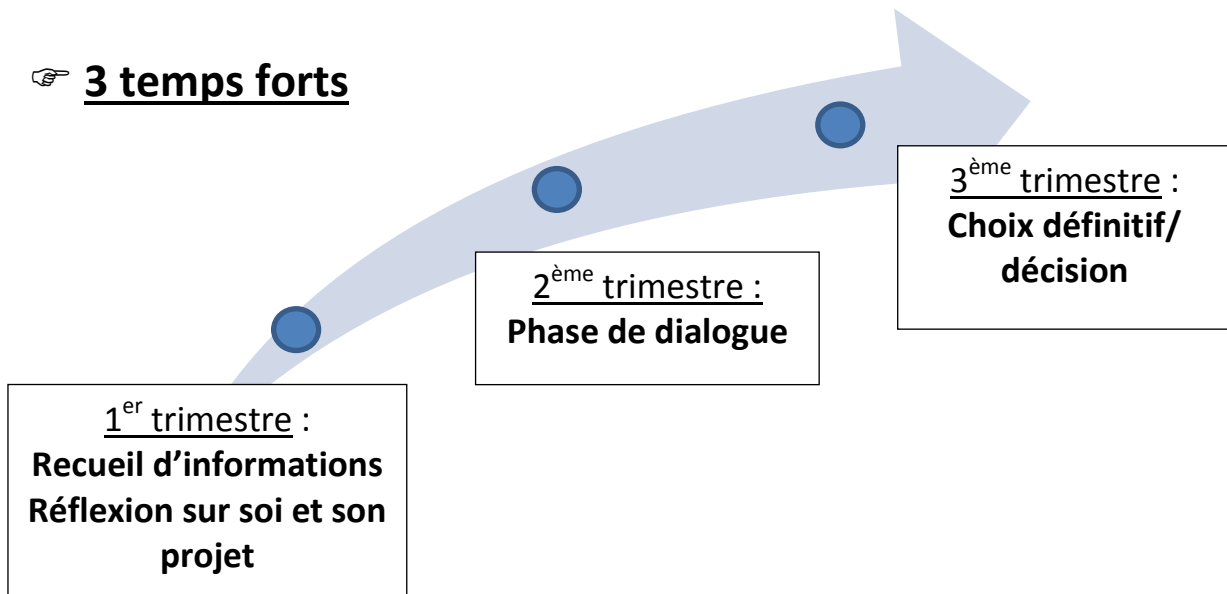 ☞ 3 temps forts
1er trimestre :
Recueil d’informations
Réflexion sur soi et son
projet
2ème trimestre :
Phase de dialogue
3ème trimestre :
Choix définitif/
décision